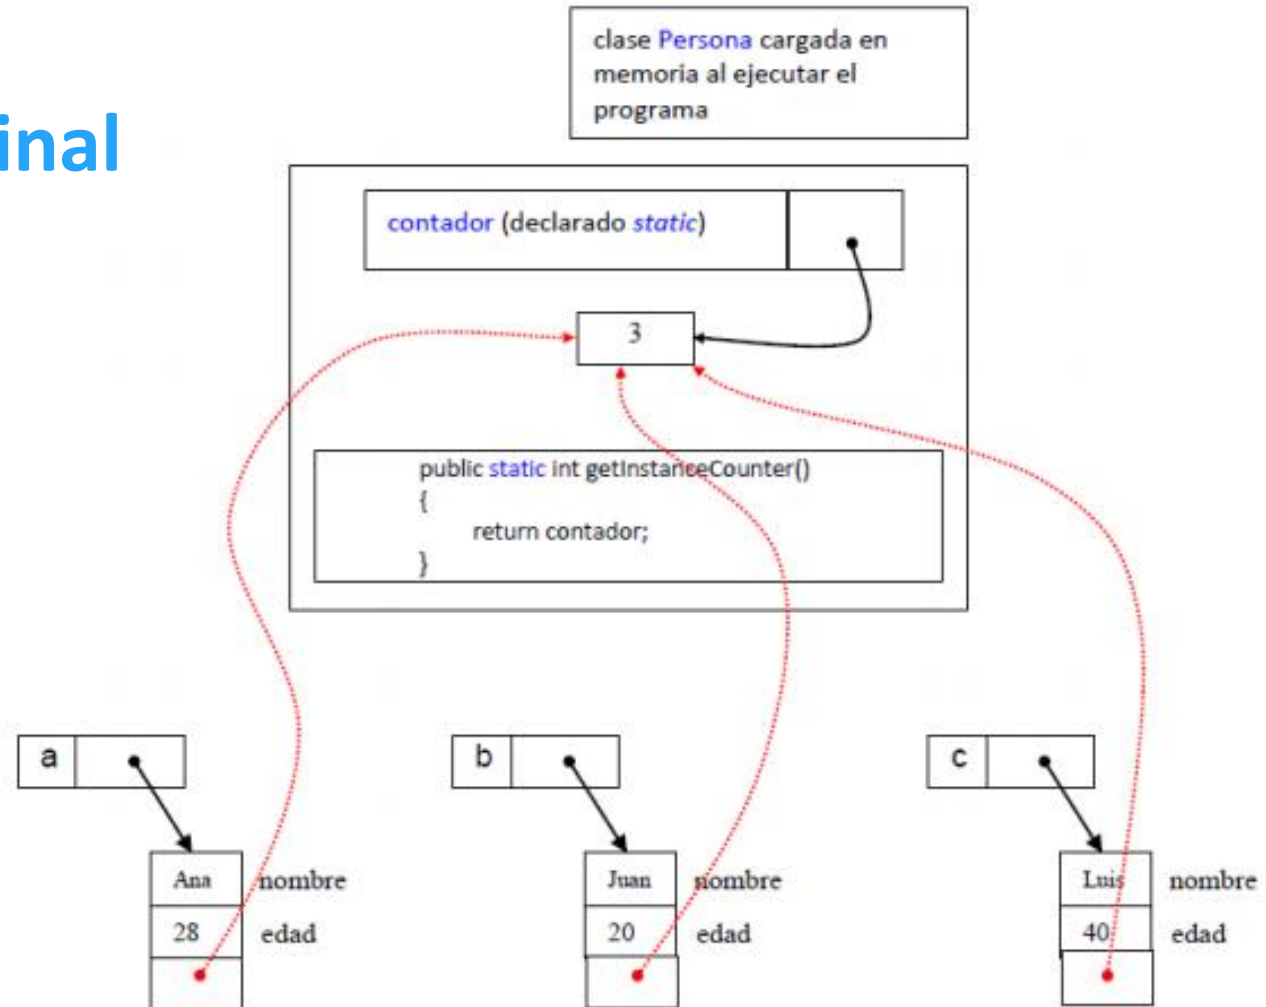 clase Persona cargada en
memoria al ejecutar el
programa
inal
contador (declarado static)
3
public static int getInstanceCounter()
{
return contador;
}
a
b
c
Ana nombre
28 edad
Juan nombre
20 edad
Luis nombre
40 edad